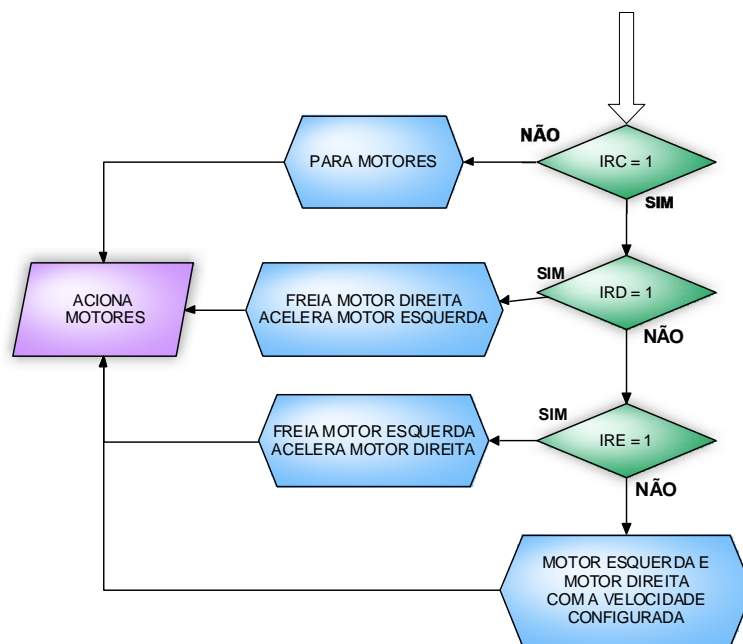 NÃO
IRC = 1
PARA MOTORES
SIM
SIM
IRD = 1
FREIA MOTOR DIREITA
ACELERA MOTOR ESQUERDA
ACIONA
MOTORES
NÃO
SIM
IRE = 1
FREIA MOTOR ESQUERDA
ACELERA MOTOR DIREITA
NÃO
MOTOR ESQUERDA E
MOTOR DIREITA
COM A VELOCIDADE
CONFIGURADA